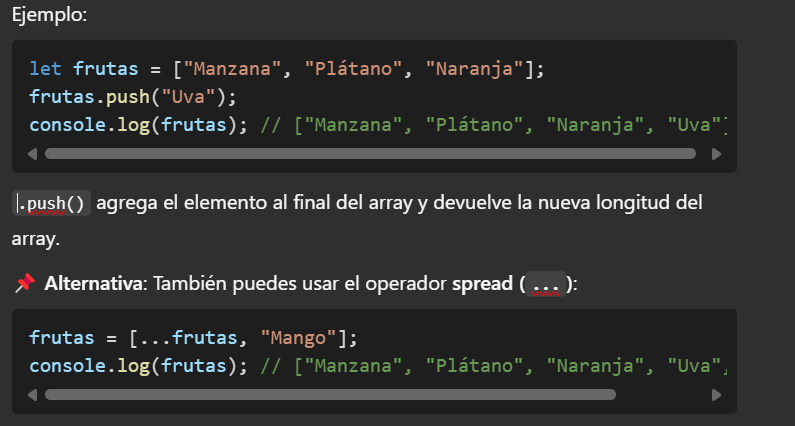 Ejemplo:
let frutas = ["Manzana", "Plátano", "Naranja"];
frutas.push("Uva");
console.log(frutas); // ["Manzana", "Plátano", "Naranja", "Uva"]
.push() agrega el elemento al final del array y devuelve la nueva longitud del
array.
📌 Alternativa: También puedes usar el operador spread (...):
frutas = [...frutas, "Mango"];
console.log(frutas); // ["Manzana", "Plátano", "Naranja", "Uva",